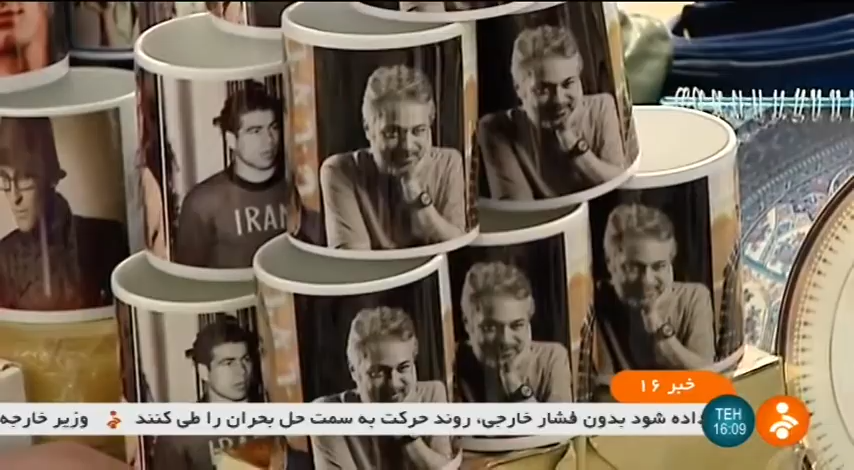 IRAN
خبر ۱۶
داده شود بدون فشار خارجی، روند حرکت به سمت حل بحران را طی کنند
وزیر خارجه
TEH
16:09